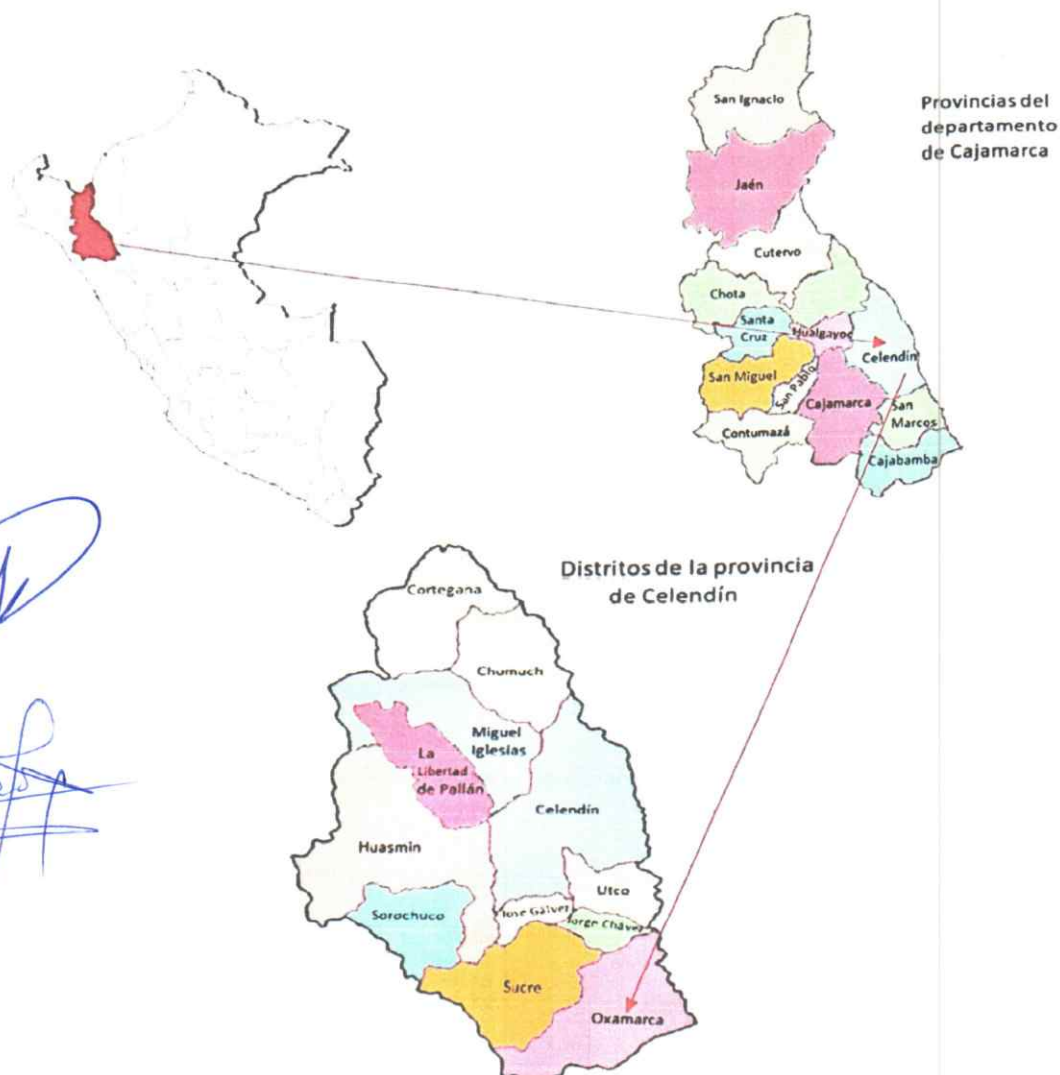 San Ignacio
Provincias del
departamento
de Cajamarca
Jaén
Cutervo
Chota
Santa
Cruz
Hualgayoc
Celendín
San Miguel
San Pablo
Cajamarca
San
Marcos
Contumazá
Cajabamba
Distritos de la provincia
de Celendín
Cortegana
Chumuch
Miguel
Iglesias
La
Libertad
de Pallán
Celendín
Huasmin
Utco
Sorochuco
Jose Gálvez
Jorge Chávez
Sucre
Oxamarca